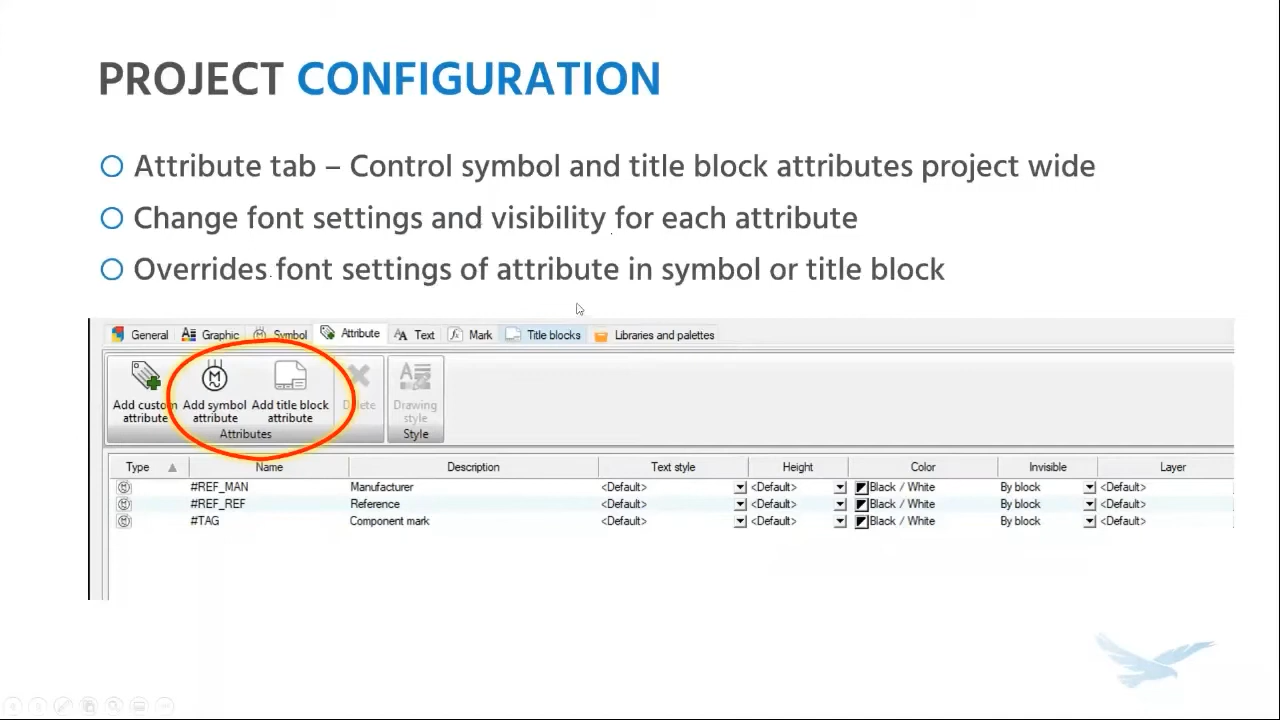 PROJECT CONFIGURATION
Attribute tab – Control symbol and title block attributes project wide
Change font settings and visibility for each attribute
Overrides font settings of attribute in symbol or title block
General Graphic Symbol Attribute Text Mark Title blocks Libraries and palettes
Add custom Add symbol Add title block Delete Drawing
attribute attribute attribute style
Attributes Style
Type Name Description Text style Height Color Invisible Layer
#REF_MAN Manufacturer <Default> <Default> Black / White By block <Default>
#REF_REF Reference <Default> <Default> Black / White By block <Default>
#TAG Component mark <Default> <Default> Black / White By block <Default>